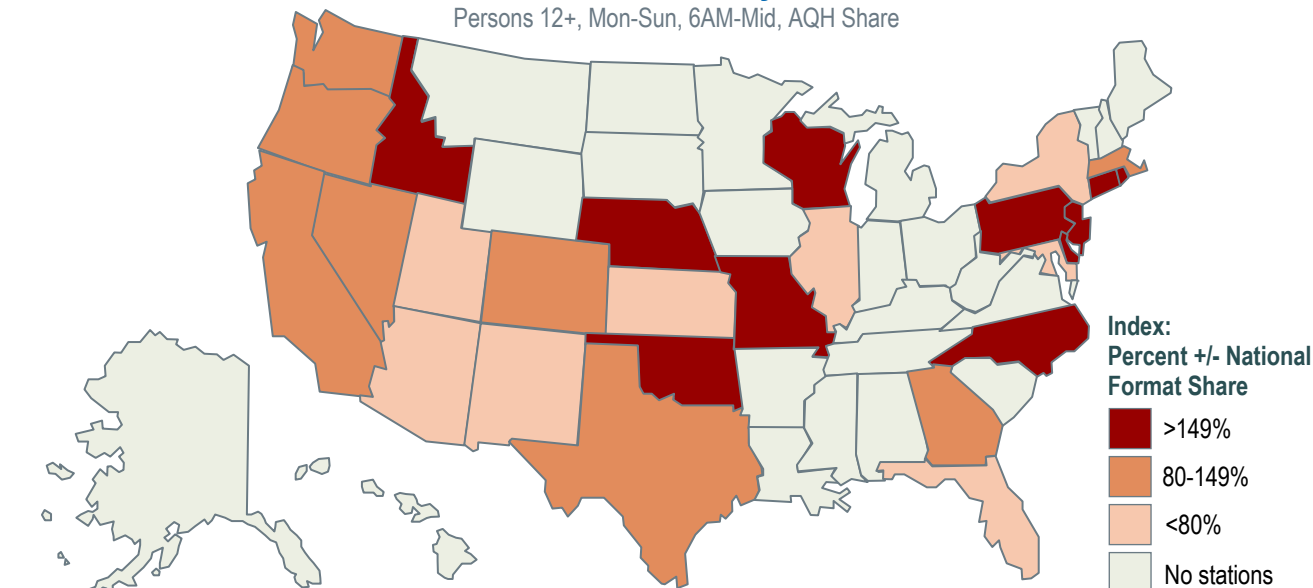 Persons 12+, Mon-Sun, 6AM-Mid, AQH Share
Index:
Percent +/- National
Format Share
>149%
80-149%
<80%
No stations